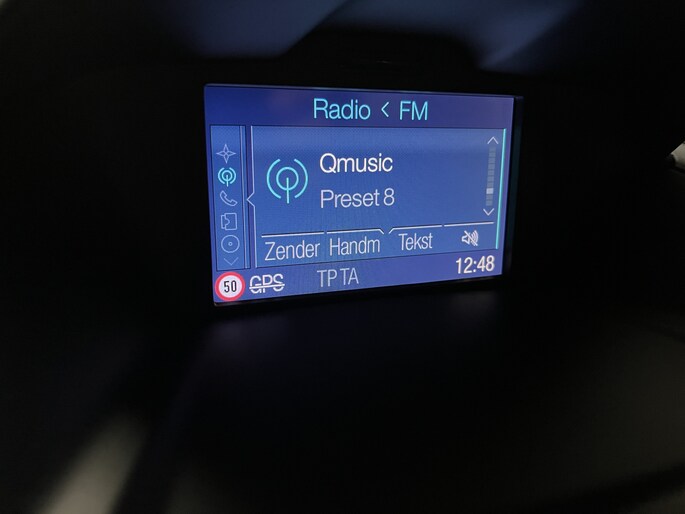 Radio < FM
Qmusic
Preset 8
Zender Handm Tekst
50 GPS TP TA 12:48